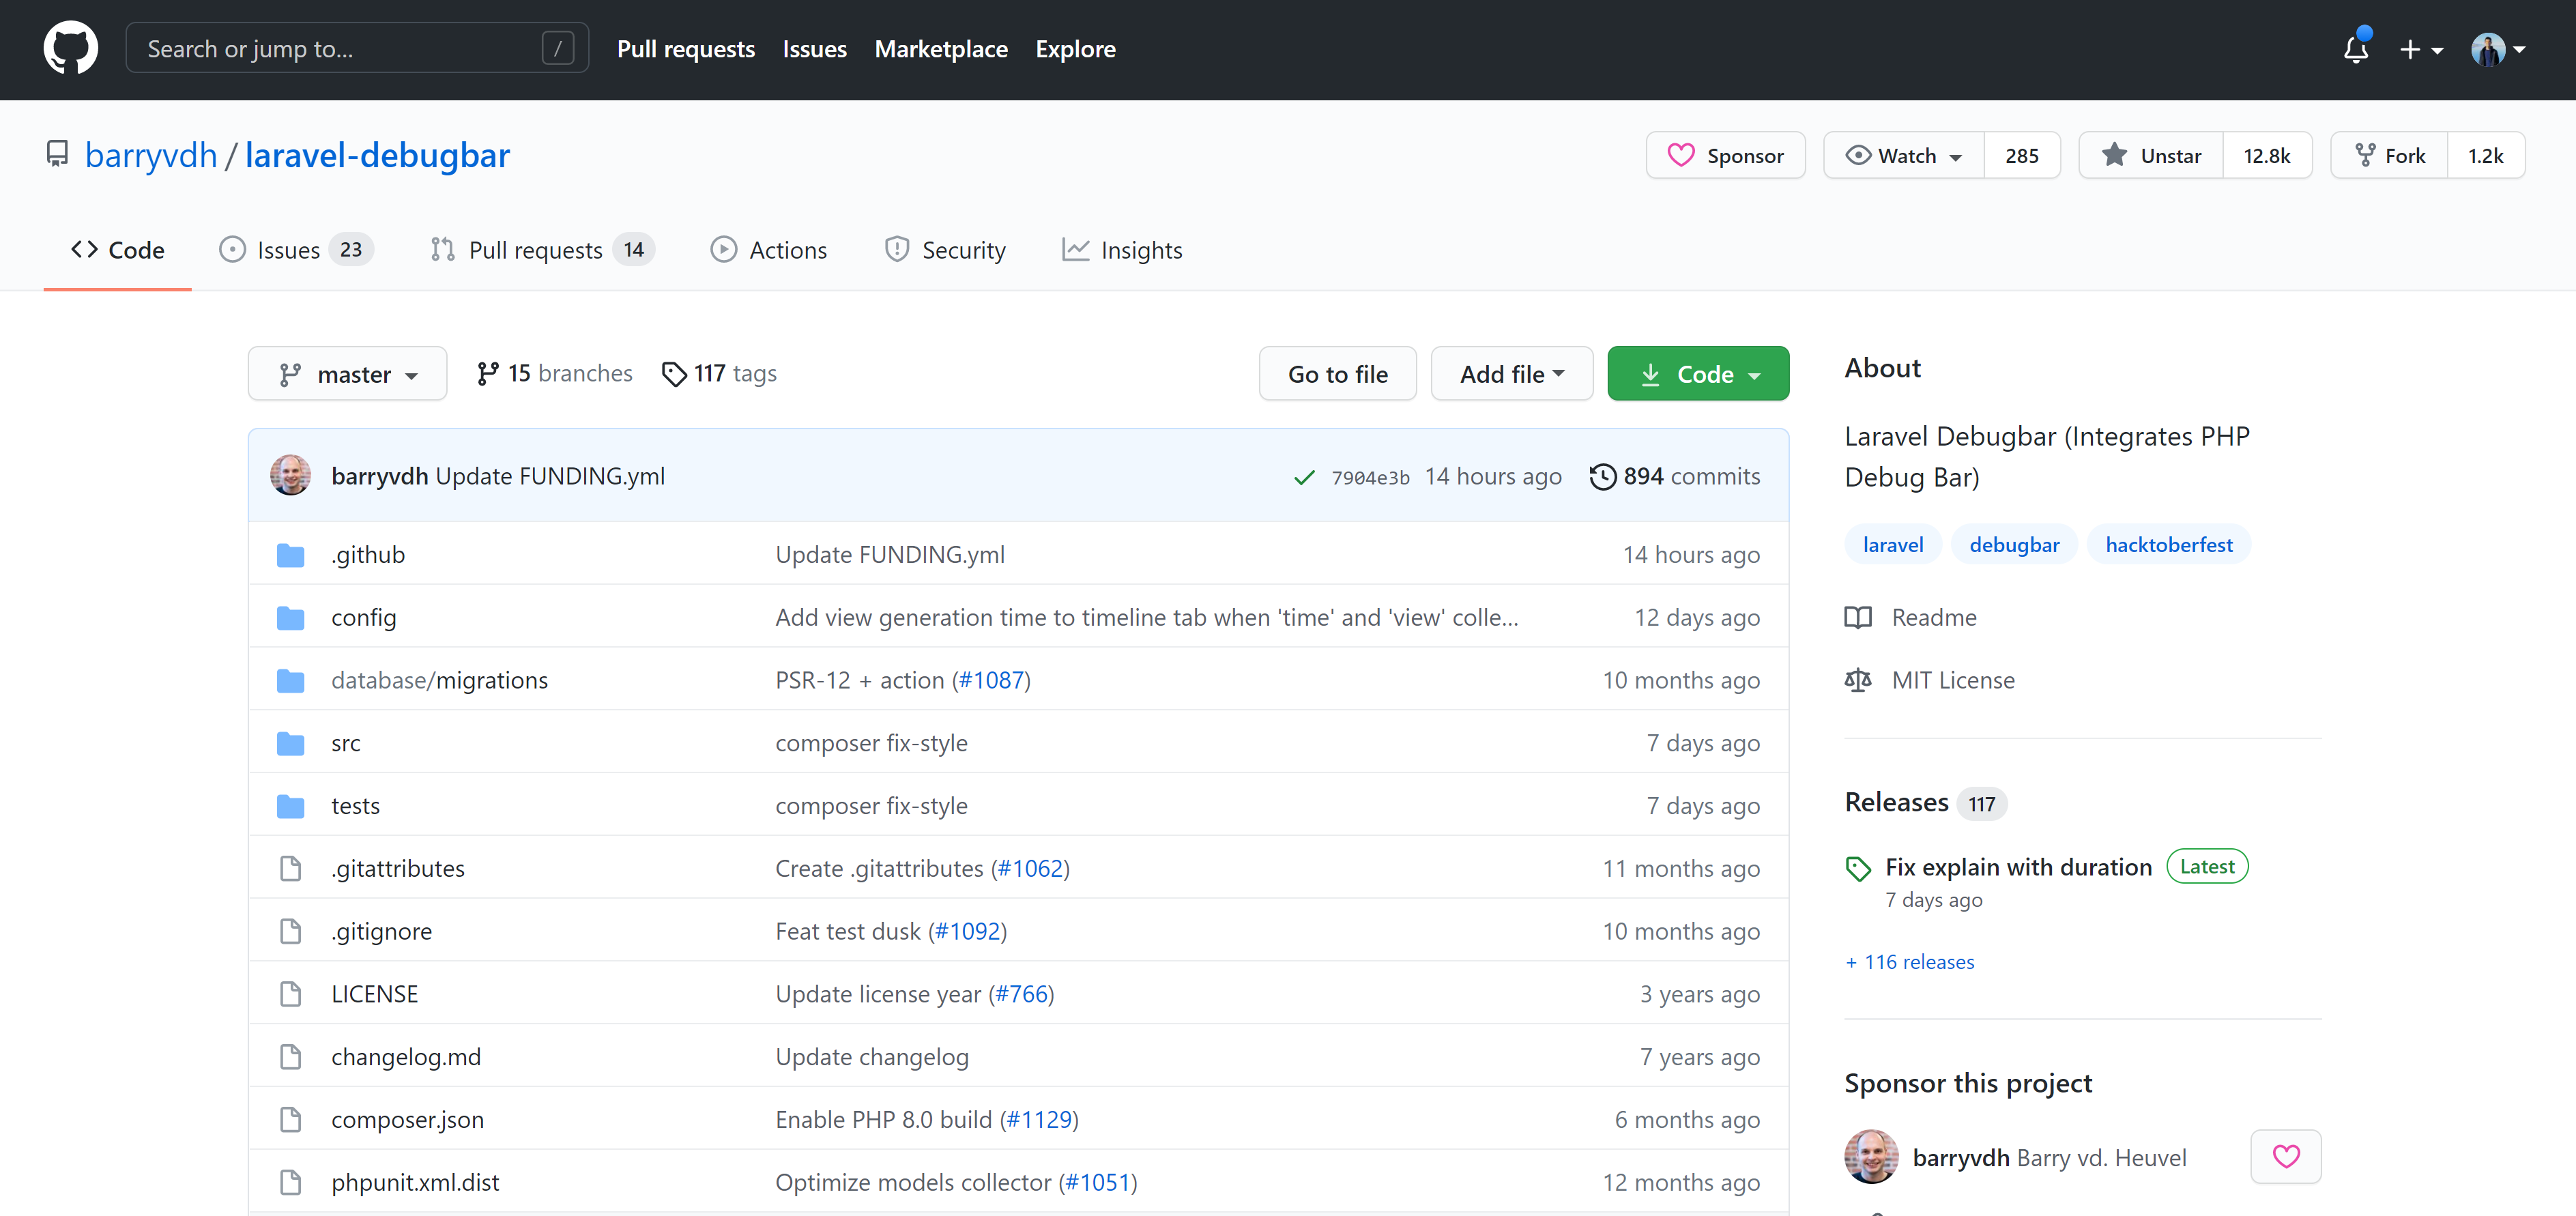 Search or jump to... /
Pull requests Issues Marketplace Explore
barryvdh / laravel-debugbar
Sponsor Watch 285 Unstar 12.8k Fork 1.2k
Code Issues 23 Pull requests 14 Actions Security Insights
master 15 branches 117 tags Go to file Add file Code
barryvdh Update FUNDING.yml 7904e3b 14 hours ago 894 commits
.github Update FUNDING.yml 14 hours ago
config Add view generation time to timeline tab when 'time' and 'view' colle... 12 days ago
database/migrations PSR-12 + action (#1087) 10 months ago
src composer fix-style 7 days ago
tests composer fix-style 7 days ago
.gitattributes Create .gitattributes (#1062) 11 months ago
.gitignore Feat test dusk (#1092) 10 months ago
LICENSE Update license year (#766) 3 years ago
changelog.md Update changelog 7 years ago
composer.json Enable PHP 8.0 build (#1129) 6 months ago
phpunit.xml.dist Optimize models collector (#1051) 12 months ago
About
Laravel Debugbar (Integrates PHP
Debug Bar)
laravel debugbar hacktoberfest
Readme
MIT License
Releases 117
Fix explain with duration Latest
7 days ago
+ 116 releases
Sponsor this project
barryvdh Barry vd. Heuvel